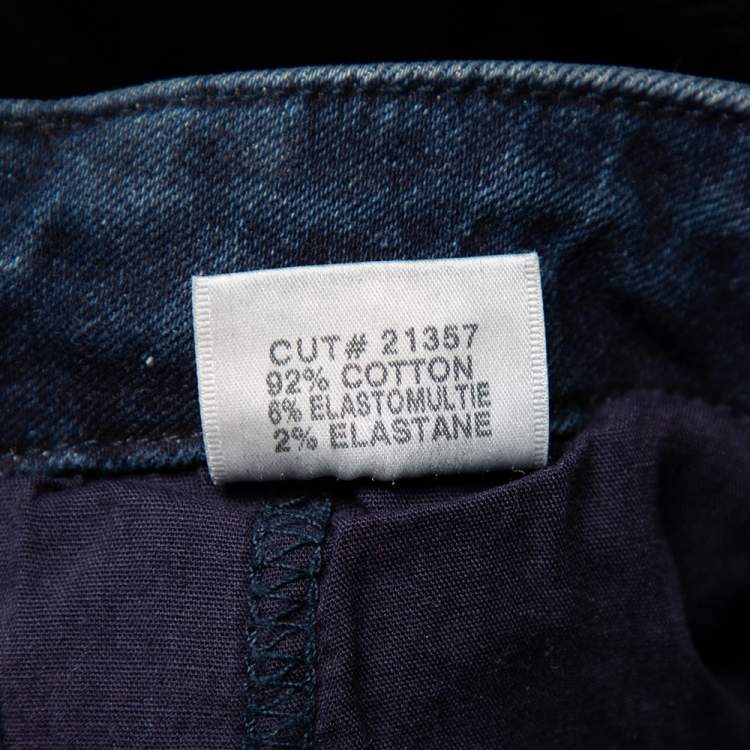 CUT# 21357
92% COTTON
6% ELASTOMULTIE
2% ELASTANE